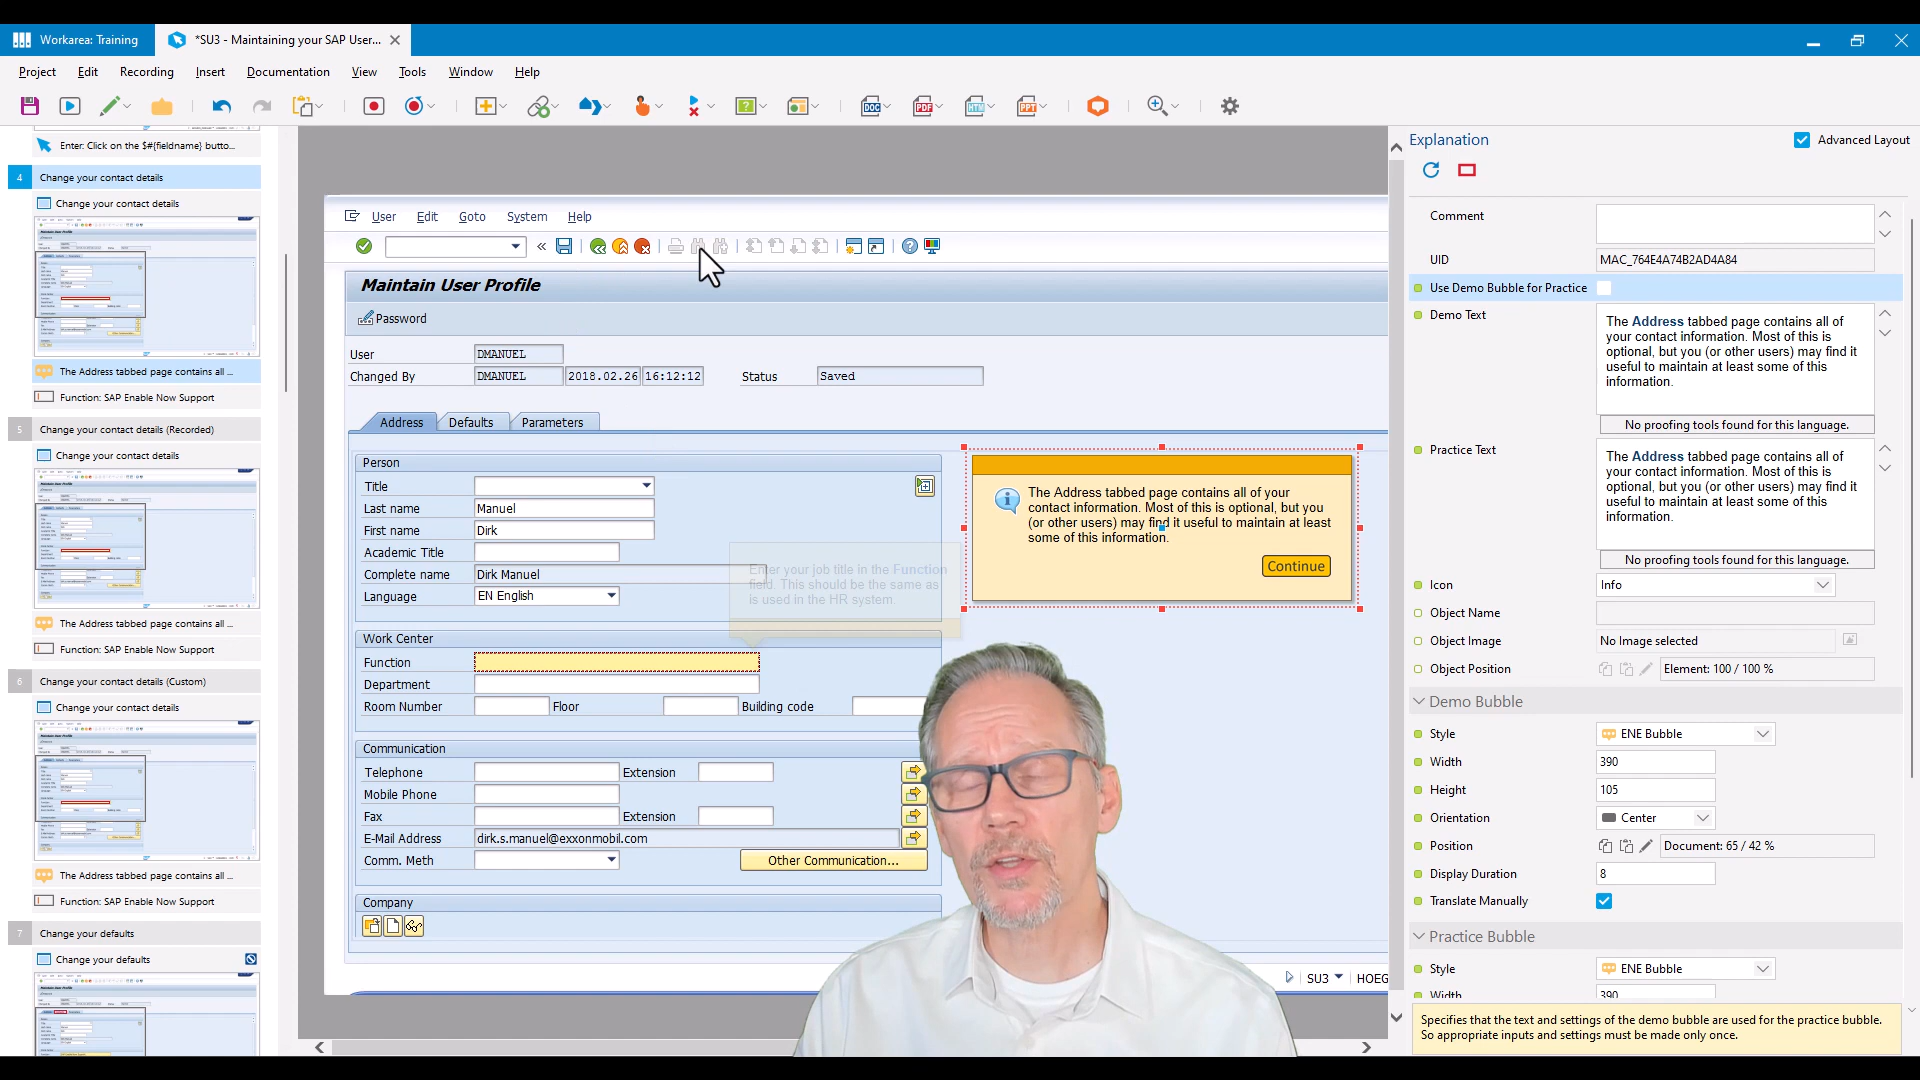 Workarea: Training
*SU3 - Maintaining your SAP User...
Project Edit Recording Insert Documentation View Tools Window Help
DOC PDF HTM PPT
Enter: Click on the $#{fieldname} butto...
4 Change your contact details
Change your contact details
The Address tabbed page contains all ...
Function: SAP Enable Now Support
5 Change your contact details (Recorded)
Change your contact details
The Address tabbed page contains all ...
Function: SAP Enable Now Support
6 Change your contact details (Custom)
Change your contact details
The Address tabbed page contains all ...
Function: SAP Enable Now Support
7 Change your defaults
Change your defaults
User Edit Goto System Help
Maintain User Profile
Password
User DMANUEL
Changed By DMANUEL 2018.02.26 16:12:12 Status Saved
Address Defaults Parameters
Person
Title
Last name Manuel
First name Dirk
Academic Title
Complete name Dirk Manuel
Language EN English
Enter your job title in the Function
field. This should be the same as
is used in the HR system
Work Center
Function
Department
Room Number Floor Building code
Communication
Telephone Extension
Mobile Phone
Fax Extension
E-Mail Address dirk.s.manuel@exxonmobil.com
Comm. Meth Other Communication...
Company
The Address tabbed page contains all of your
contact information. Most of this is optional, but you
(or other users) may find it useful to maintain at least
some of this information.
Continue
SU3 HOEG
Explanation
Advanced Layout
Comment
UID MAC_764E4A74B2AD4A84
Use Demo Bubble for Practice
Demo Text
The Address tabbed page contains all of
your contact information. Most of this is
optional, but you (or other users) may find it
useful to maintain at least some of this
information.
No proofing tools found for this language.
Practice Text
The Address tabbed page contains all of
your contact information. Most of this is
optional, but you (or other users) may find it
useful to maintain at least some of this
information.
No proofing tools found for this language.
Icon Info
Object Name
Object Image No Image selected
Object Position Element: 100 / 100 %
Demo Bubble
Style ENE Bubble
Width 390
Height 105
Orientation Center
Position Document: 65 / 42 %
Display Duration 8
Translate Manually
Practice Bubble
Style ENE Bubble
Width 390
Specifies that the text and settings of the demo bubble are used for the practice bubble.
So appropriate inputs and settings must be made only once.